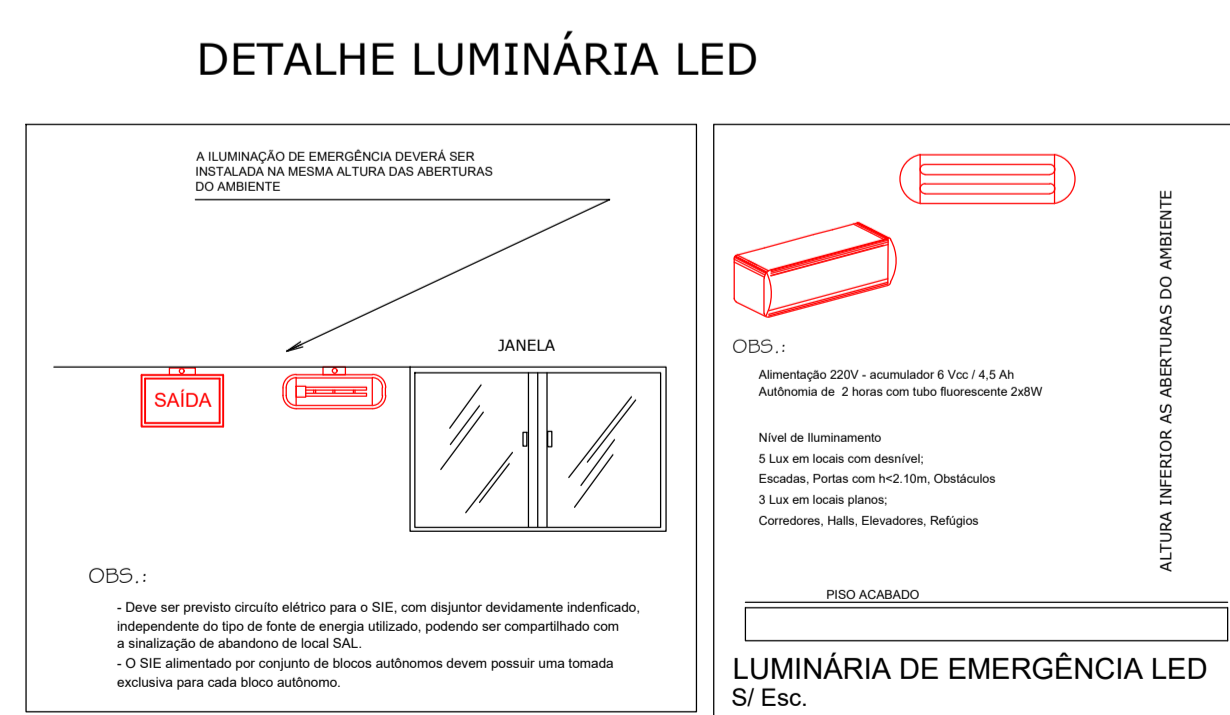 DETALHE LUMINÁRIA LED
A ILUMINAÇÃO DE EMERGÊNCIA DEVERÁ SER
INSTALADA NA MESMA ALTURA DAS ABERTURAS
DO AMBIENTE
JANELA
SAÍDA
OBS.:
- Deve ser previsto circuíto elétrico para o SIE, com disjuntor devidamente indenficado,
independente do tipo de fonte de energia utilizado, podendo ser compartilhado com
a sinalização de abandono de local SAL.
- O SIE alimentado por conjunto de blocos autônomos devem possuir uma tomada
exclusiva para cada bloco autônomo.
OBS.:
Alimentação 220V - acumulador 6 Vcc / 4,5 Ah
Autônomia de 2 horas com tubo fluorescente 2x8W
Nível de Iluminamento
5 Lux em locais com desnível;
Escadas, Portas com h<2.10m, Obstáculos
3 Lux em locais planos;
Corredores, Halls, Elevadores, Refúgios
ALTURA INFERIOR AS ABERTURAS DO AMBIENTE
PISO ACABADO
LUMINÁRIA DE EMERGÊNCIA LED
S/ Esc.